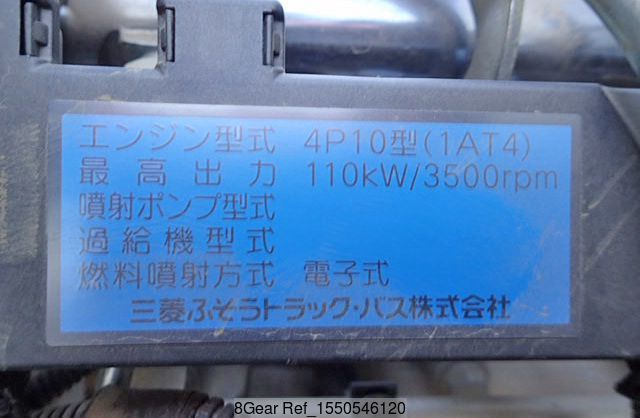 エンジン型式 4P10型(1AT4)
最高出力 110kW/3500rpm
噴射ポンプ型式
過給機型式
燃料噴射方式 電子式
三菱ふそうトラック・バス株式会社
8Gear Ref_1550546120